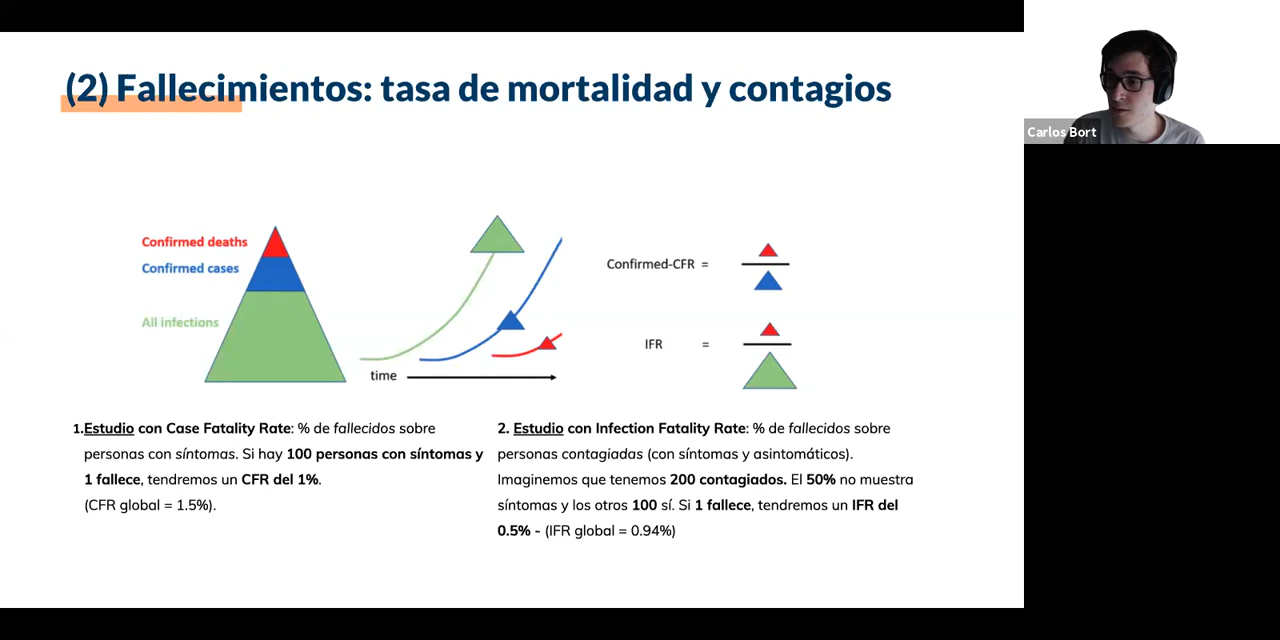 (2) Fallecimientos: tasa de mortalidad y contagios
Carlos Bort
Confirmed deaths
Confirmed cases
All infections
time
Confirmed-CFR =
IFR =
1.Estudio con Case Fatality Rate: % de fallecidos sobre
personas con síntomas. Si hay 100 personas con síntomas y
1 fallece, tendremos un CFR del 1%.
(CFR global = 1.5%).
2. Estudio con Infection Fatality Rate: % de fallecidos sobre
personas contagiadas (con síntomas y asintomáticos).
Imaginemos que tenemos 200 contagiados. El 50% no muestra
síntomas y los otros 100 sí. Si 1 fallece, tendremos un IFR del
0.5% - (IFR global = 0.94%)